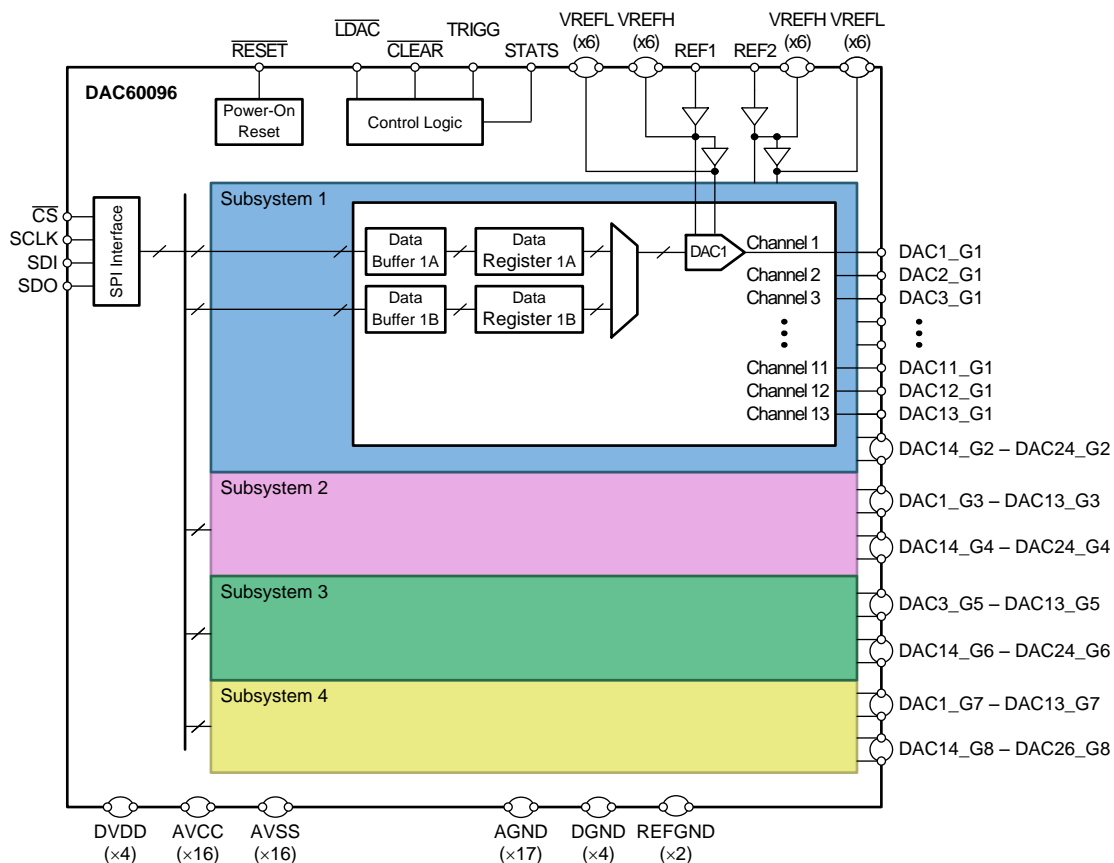 LDAC
TRIGG
VREFL
(x6)
VREFH
(x6)
VREFH
(x6)
VREFL
(x6)
RESET
CLEAR
STATS
REF1
REF2
DAC60096
Power-On
Reset
Control Logic
CS
SCLK
SDI
SDO
SPI Interface
Subsystem 1
Data
Buffer 1A
Data
Register 1A
Data
Buffer 1B
Data
Register 1B
DAC1
Channel 1
Channel 2
Channel 3
Channel 11
Channel 12
Channel 13
DAC1_G1
DAC2_G1
DAC3_G1
DAC11_G1
DAC12_G1
DAC13_G1
DAC14_G2 – DAC24_G2
Subsystem 2
DAC1_G3 – DAC13_G3
DAC14_G4 – DAC24_G4
Subsystem 3
DAC3_G5 – DAC13_G5
DAC14_G6 – DAC24_G6
Subsystem 4
DAC1_G7 – DAC13_G7
DAC14_G8 – DAC26_G8
DVDD
(×4)
AVCC
(×16)
AVSS
(×16)
AGND
(×17)
DGND
(×4)
REFGND
(×2)